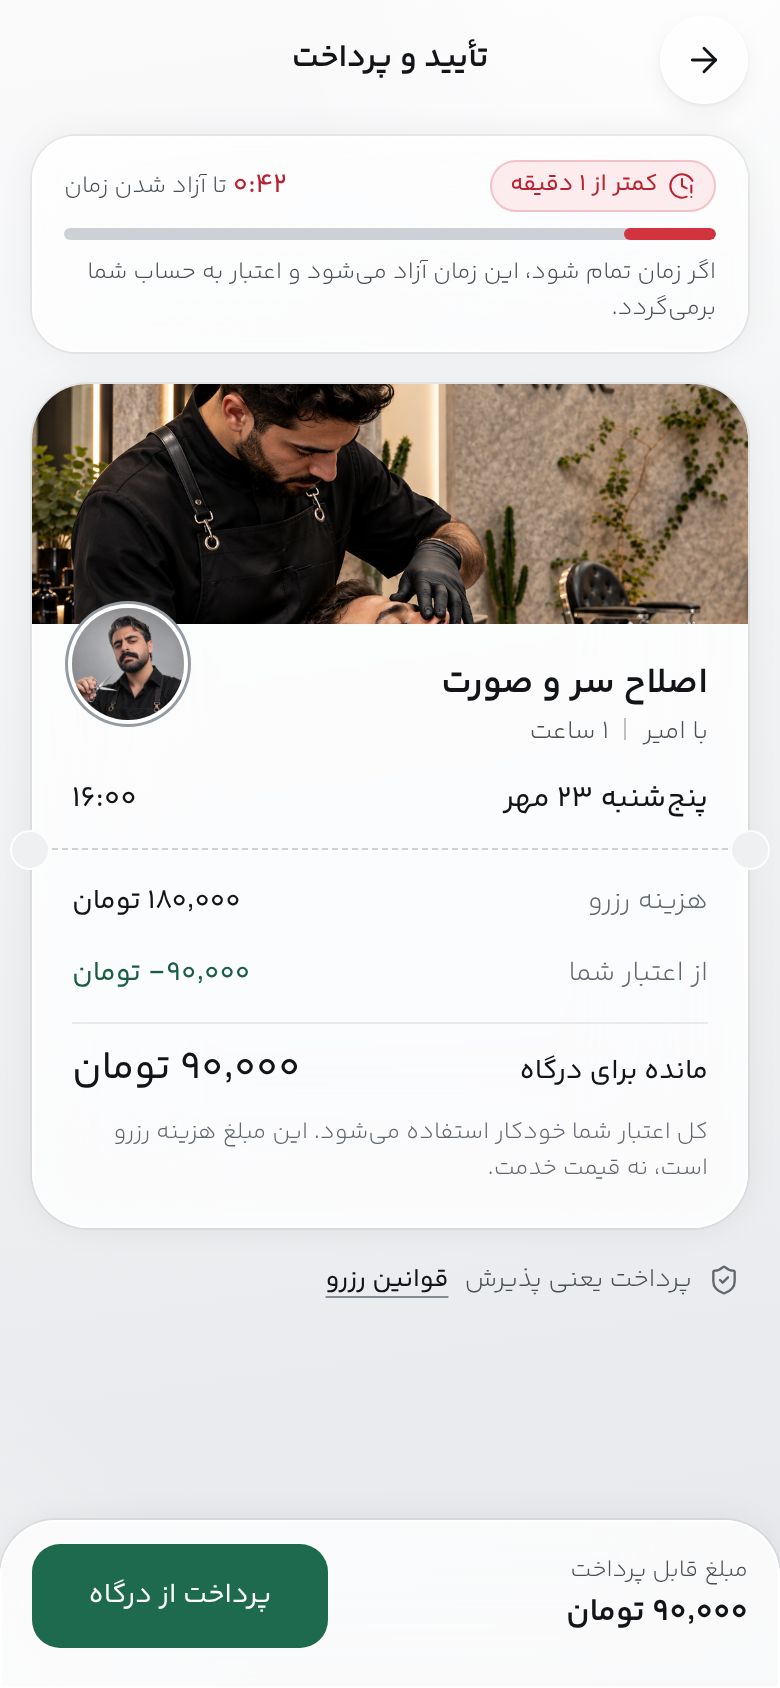 تأیید و پرداخت
کمتر از ۱ دقیقه
۰:۴۲ تا آزاد شدن زمان
اگر زمان تمام شود، این زمان آزاد می‌شود و اعتبار به حساب شما
برمی‌گردد.
اصلاح سر و صورت
با امیر | ۱ ساعت
پنج‌شنبه ۲۳ مهر
۱۶:۰۰
هزینه رزرو
۱۸۰,۰۰۰ تومان
از اعتبار شما
−۹۰,۰۰۰ تومان
مانده برای درگاه
۹۰,۰۰۰ تومان
کل اعتبار شما خودکار استفاده می‌شود. این مبلغ هزینه رزرو
است، نه قیمت خدمت.
پرداخت یعنی پذیرش قوانین رزرو
مبلغ قابل پرداخت
۹۰,۰۰۰ تومان
پرداخت از درگاه